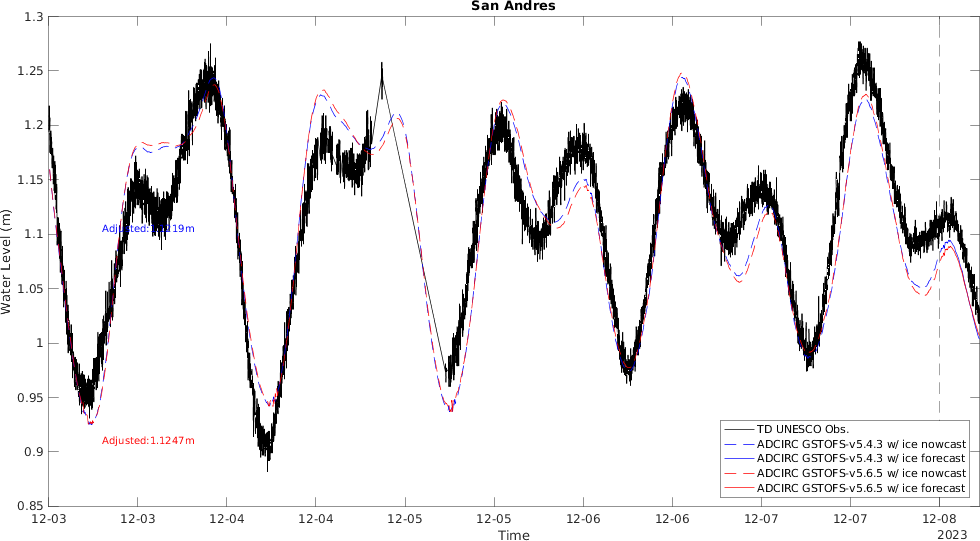 San Andres
1.3
1.25
1.2
1.15
1.1
1.05
1
0.95
0.9
0.85
Water Level (m)
Adjusted:
219m
Adjusted:1.1247m
TD UNESCO Obs.
ADCIRC GSTOFS-v5.4.3 w/ ice nowcast
ADCIRC GSTOFS-v5.4.3 w/ ice forecast
ADCIRC GSTOFS-v5.6.5 w/ ice nowcast
ADCIRC GSTOFS-v5.6.5 w/ ice forecast
12-03 12-03 12-04 12-04 12-05 12-05 12-06 12-06 12-07 12-07 12-08
Time
2023